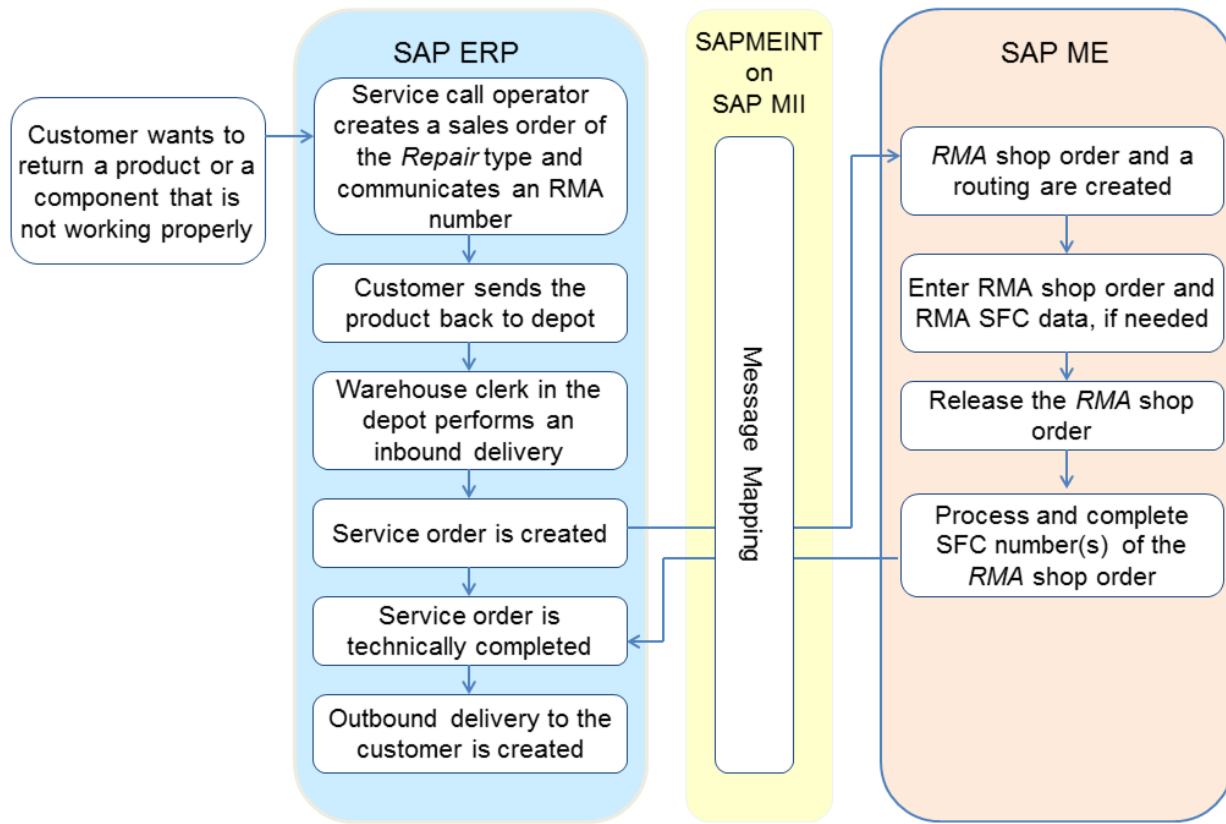 Customer wants to
return a product or a
component that is
not working properly
SAP ERP
Service call operator
creates a sales order of
the Repair type and
communicates an RMA
number
Customer sends the
product back to depot
Warehouse clerk in the
depot performs an
inbound delivery
Service order is created
Service order is
technically completed
Outbound delivery to the
customer is created
SAPMEINT
on
SAP MII
Message Mapping
SAP ME
RMA shop order and a
routing are created
Enter RMA shop order and
RMA SFC data, if needed
Release the RMA shop
order
Process and complete
SFC number(s) of the
RMA shop order